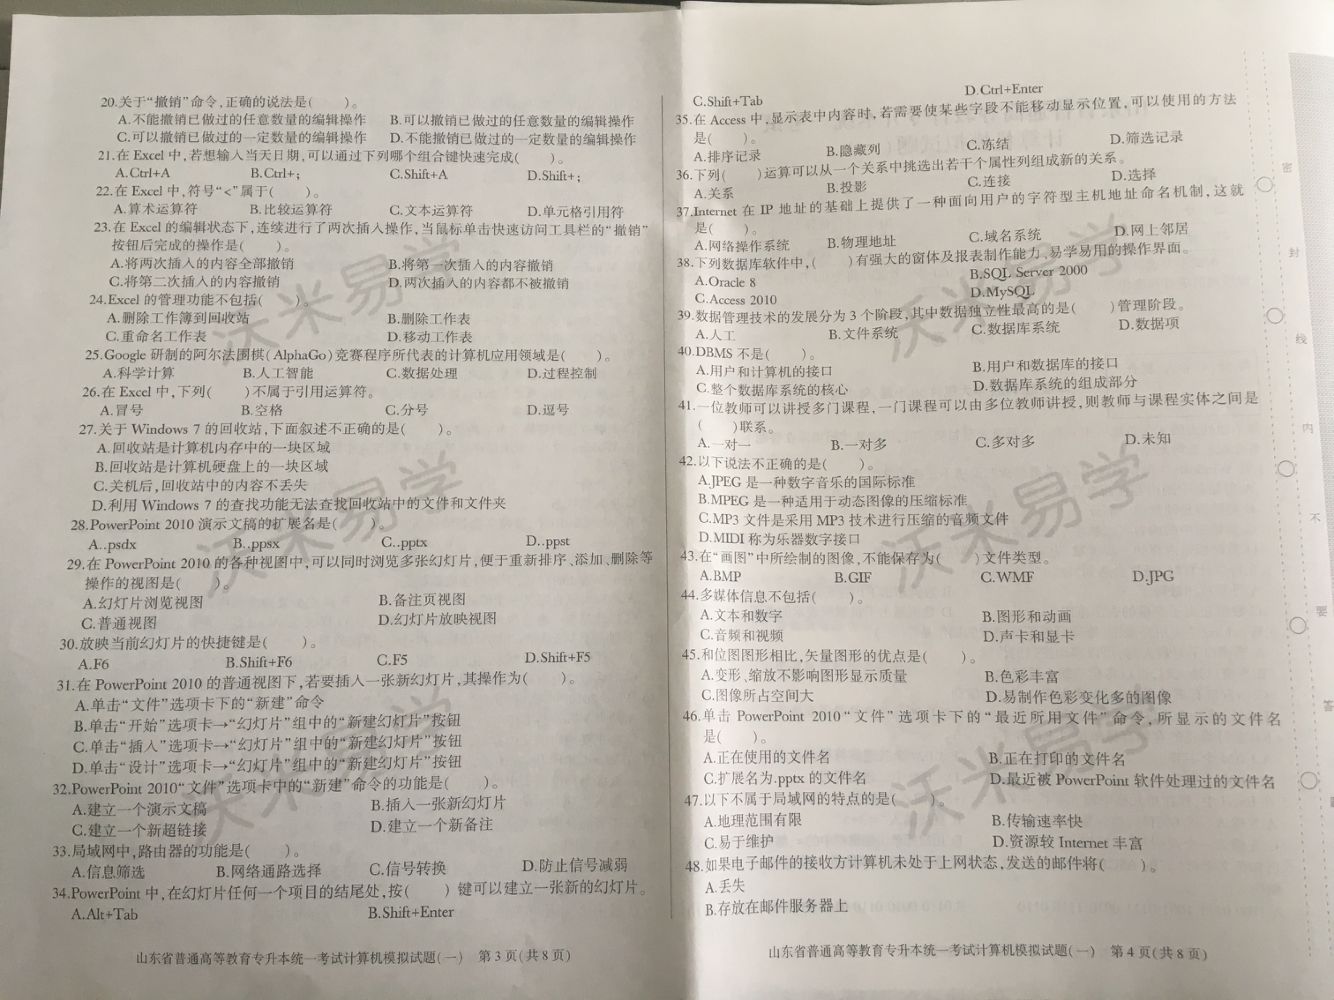 20.关于“撤销”命令,正确的说法是( )。
A.不能撤销已做过的任意数量的编辑操作 B.可以撤销已做过的任意数量的编辑操作
C.可以撤销已做过的一定数量的编辑操作 D.不能撤销已做过的一定数量的编辑操作
21.在 Excel 中,若想输入当天日期,可以通过下列哪个组合键快速完成( )。
A.Ctrl+A B.Ctrl+; C.Shift+A D.Shift+;
22.在 Excel 中,符号“<”属于( )。
A.算术运算符 B.比较运算符 C.文本运算符 D.单元格引用符
23.在 Excel 的编辑状态下,连续进行了两次插入操作,当鼠标单击快速访问工具栏的“撤销”
按钮后完成的操作是( )。
A.将两次插入的内容全部撤销 B.将第一次插入的内容撤销
C.将第二次插入的内容撤销 D.两次插入的内容都不被撤销
24.Excel 的管理功能不包括( )。
A.删除工作簿到回收站 B.删除工作表
C.重命名工作表 D.移动工作表
25.Google 研制的阿尔法围棋(AlphaGo)竞赛程序所代表的计算机应用领域是( )。
A.科学计算 B.人工智能 C.数据处理 D.过程控制
26.在 Excel 中,下列( )不属于引用运算符。
A.冒号 B.空格 C.分号 D.逗号
27.关于 Windows 7 的回收站,下面叙述不正确的是( )。
A.回收站是计算机内存中的一块区域
B.回收站是计算机硬盘上的一块区域
C.关机后,回收站中的内容不丢失
D.利用 Windows 7 的查找功能无法查找回收站中的文件和文件夹
28.PowerPoint 2010 演示文稿的扩展名是( )。
A..psdx B..ppsx C..pptx D..ppst
29.在 PowerPoint 2010 的各种视图中,可以同时浏览多张幻灯片,便于重新排序、添加、删除等
操作的视图是( )。
A.幻灯片浏览视图 B.备注页视图
C.普通视图 D.幻灯片放映视图
30.放映当前幻灯片的快捷键是( )。
A.F6 B.Shift+F6 C.F5 D.Shift+F5
31.在 PowerPoint 2010 的普通视图下,若要插入一张新幻灯片,其操作为( )。
A.单击“文件”选项卡下的“新建”命令
B.单击“开始”选项卡→“幻灯片”组中的“新建幻灯片”按钮
C.单击“插入”选项卡→“幻灯片”组中的“新建幻灯片”按钮
D.单击“设计”选项卡→“幻灯片”组中的“新建幻灯片”按钮
32.PowerPoint 2010“文件”选项卡中的“新建”命令的功能是( )。
A.建立一个演示文稿 B.插入一张新幻灯片
C.建立一个新超链接 D.建立一个新备注
33.局域网中,路由器的功能是( )。
A.信息筛选 B.网络通路选择 C.信号转换 D.防止信号减弱
34.PowerPoint 中,在幻灯片任何一个项目的结尾处,按( )键可以建立一张新的幻灯片。
A.Alt+Tab B.Shift+Enter
山东省普通高等教育专升本统一考试计算机模拟试题(一) 第 3 页(共 8 页)
C.Shift+Tab D.Ctrl+Enter
35.在 Access 中,显示表中内容时,若需要使某些字段不能移动显示位置,可以使用的方法
是( )。
A.排序记录 B.隐藏列 C.冻结 D.筛选记录
36.下列( )运算可以从一个关系中挑选出若干个属性列组成新的关系。
A.关系 B.投影 C.连接 D.选择
37.Internet 在 IP 地址的基础上提供了一种面向用户的字符型主机地址命名机制,这就
是( )。
A.网络操作系统 B.物理地址 C.域名系统 D.网上邻居
38.下列数据库软件中,( )有强大的窗体及报表制作能力,易学易用的操作界面。
A.Oracle 8 B.SQL Server 2000
C.Access 2010 D.MySQL
39.数据管理技术的发展分为 3 个阶段,其中数据独立性最高的是( )管理阶段。
A.人工 B.文件系统 C.数据库系统 D.数据项
40.DBMS 不是( )。
A.用户和计算机的接口 B.用户和数据库的接口
C.整个数据库系统的核心 D.数据库系统的组成部分
41.一位教师可以讲授多门课程,一门课程可以由多位教师讲授,则教师与课程实体之间是
( )联系。
A.一对一 B.一对多 C.多对多 D.未知
42.以下说法不正确的是( )。
A.JPEG 是一种数字音乐的国际标准
B.MPEG 是一种适用于动态图像的压缩标准
C.MP3 文件是采用 MP3 技术进行压缩的音频文件
D.MIDI 称为乐器数字接口
43.在“画图”中所绘制的图像,不能保存为( )文件类型。
A.BMP B.GIF C.WMF D.JPG
44.多媒体信息不包括( )。
A.文本和数字 B.图形和动画
C.音频和视频 D.声卡和显卡
45.和位图图形相比,矢量图形的优点是( )。
A.变形、缩放不影响图形显示质量 B.色彩丰富
C.图像所占空间大 D.易制作色彩变化多的图像
46.单击 PowerPoint 2010“文件”选项卡下的“最近所用文件”命令,所显示的文件名
是( )。
A.正在使用的文件名 B.正在打印的文件名
C.扩展名为.pptx 的文件名 D.最近被 PowerPoint 软件处理过的文件名
47.以下不属于局域网的特点的是( )。
A.地理范围有限 B.传输速率快
C.易于维护 D.资源较 Internet 丰富
48.如果电子邮件的接收方计算机未处于上网状态,发送的邮件将( )。
A.丢失
B.存放在邮件服务器上
山东省普通高等教育专升本统一考试计算机模拟试题(一) 第 4 页(共 8 页)
密
封
线
内
不
要
答
沃米易学
沃米易学
沃米易学
沃米易学
沃米易学
沃米易学